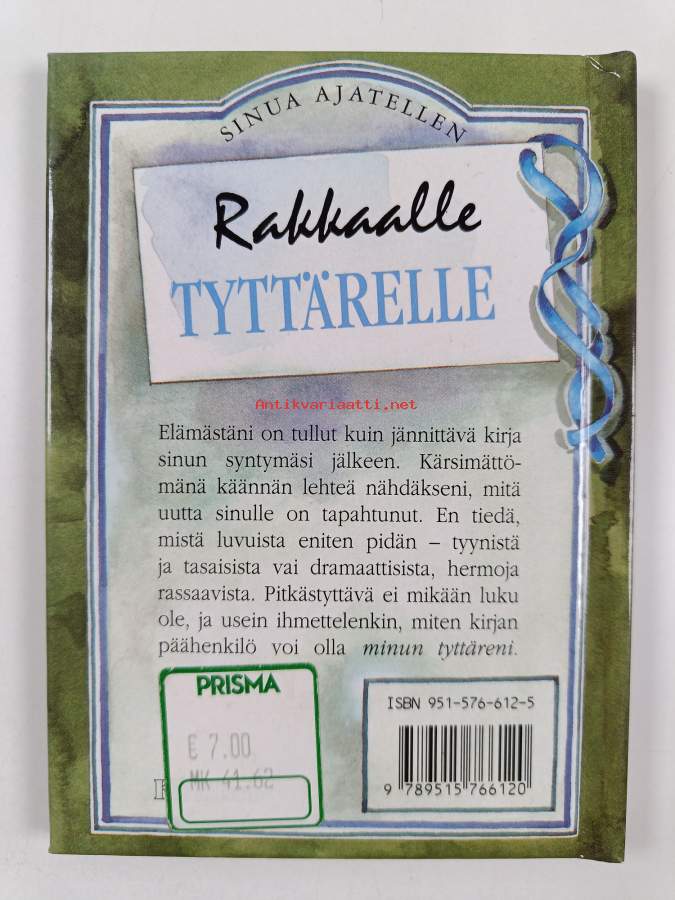 SINUA AJATELLEN
Rakkaalle
TYTTÄRELLE
Antikvariaatti.net
Elämästäni on tullut kuin jännittävä kirja
sinun syntymäsi jälkeen. Kärsimättö-
mänä käännän lehteä nähdäkseni, mitä
uutta sinulle on tapahtunut. En tiedä,
mistä luvuista eniten pidän – tyynistä
ja tasaisista vai dramaattisista, hermoja
rassaavista. Pitkästyttävä ei mikään luku
ole, ja usein ihmettelenkin, miten kirjan
päähenkilö voi olla minun tyttäreni.
PRISMA
€ 7.00
MK 41.62
ISBN 951-576-612-5
9 789515 766120